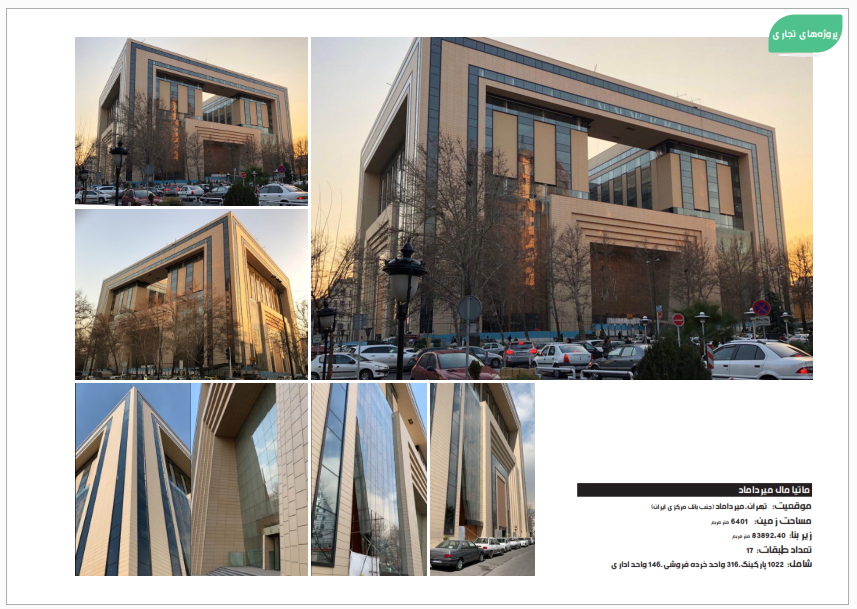 پروژه‌های تجاری
ماتیا مال میرداماد
موقعیت: تهران، میرداماد (جنب بانک مرکزی ایران)
مساحت زمین: 6401 متر مربع
زیر بنا: 83892.40 متر مربع
تعداد طبقات: 17
شامل: 1022 پارکینگ، 316 واحد خرده فروشی، 146 واحد اداری